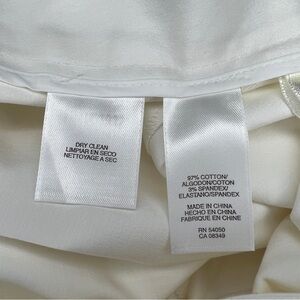 DRY CLEAN
LIMPIAR EN SECO
NETTOYAGE A SEC
97% COTTON/
ALGODON/COTON
3% SPANDEX/
ELASTANO/SPANDEX
MADE IN CHINA
HECHO EN CHINA
FABRIQUE EN CHINE
RN 54050
CA 08349